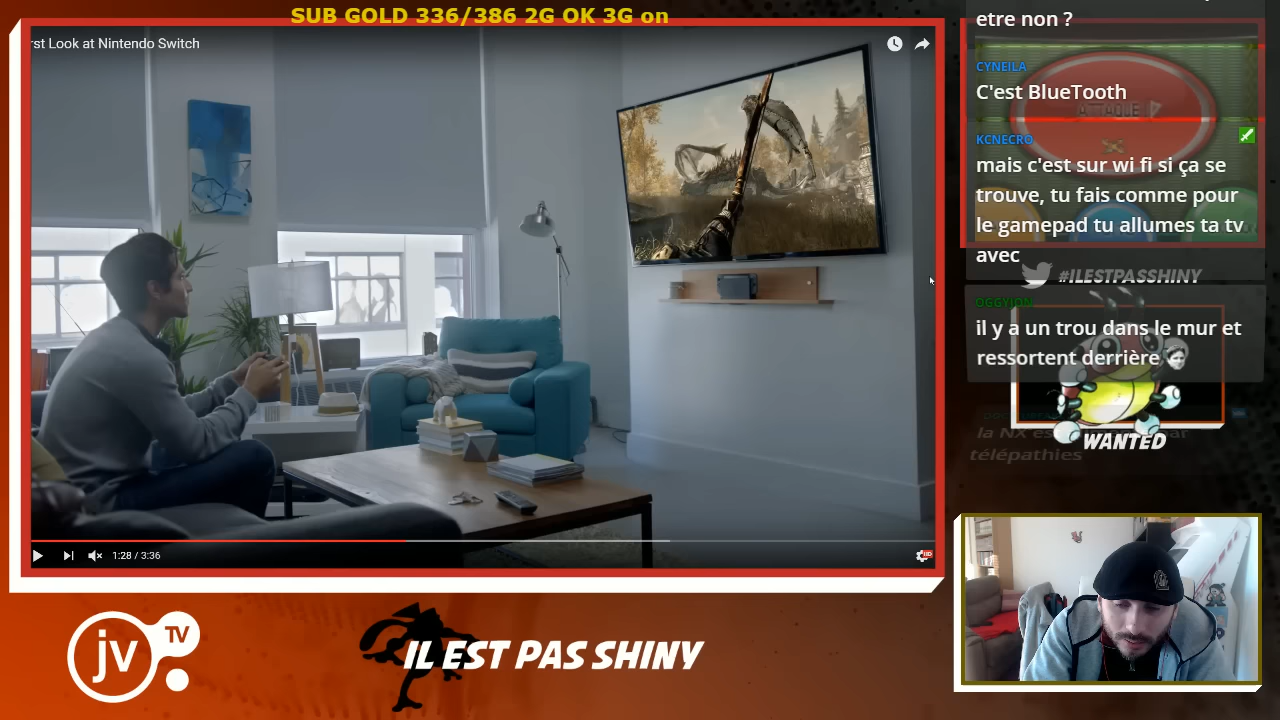 SUB GOLD 336/386 2G OK 3G on
rst Look at Nintendo Switch
1:28 / 3:36
HD
etre non ?
CYNEILA
C'est BlueTooth
KCNECRO
mais c'est sur wi fi si ça se
trouve, tu fais comme pour
le gamepad tu allumes ta tv
avec
#ILESTPASSHINY
OGGYION
il y a un trou dans le mur et
ressortent derrière
la NX es
télépathies
WANTED
jv TV
IL EST PAS SHINY